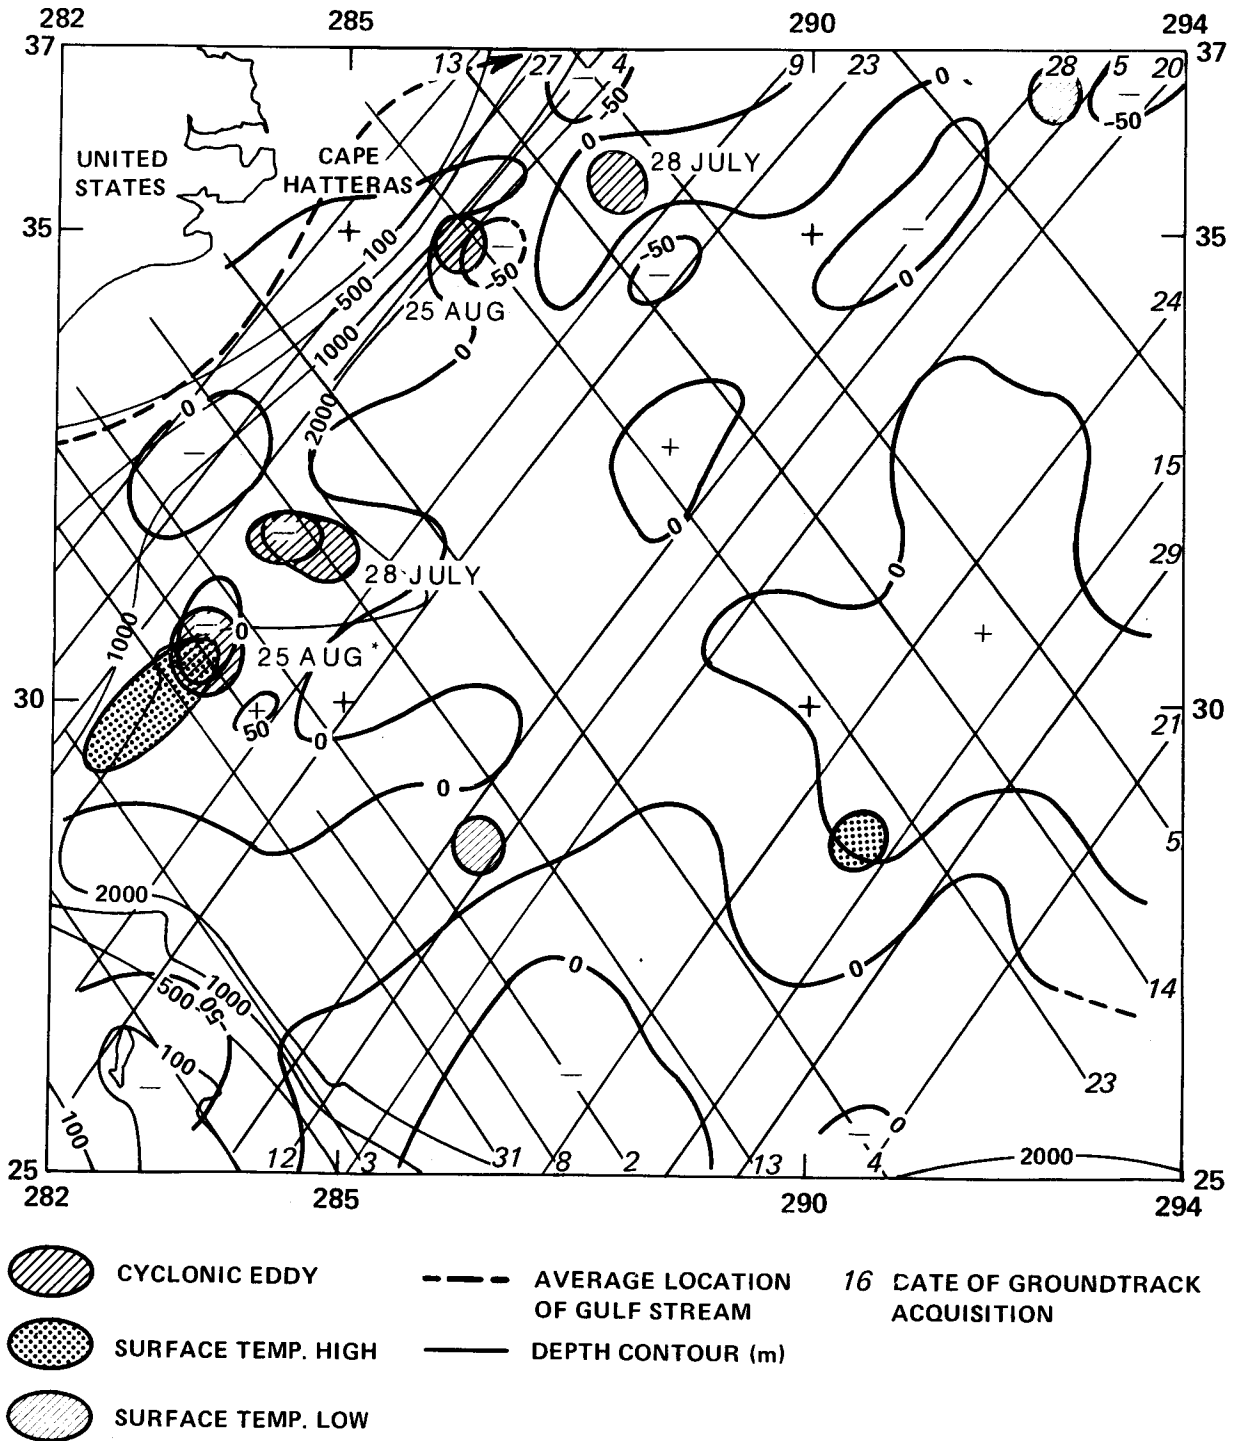 282 285 290 294
37 13 27 4 9 23 0 28 5 20 37
-50
-50
0
UNITED
STATES
CAPE
HATTERAS
28 JULY
35 + + 35
100
-50
-50
0
500
25 AUG
24
1000
0
0
2000
+
15
0
29
28 JULY
0
1000
0
+
25 AUG*
30 + + + 30
50
0
21
0
5
2000
0
0
14
500
50
1000
100
23
100
0
25 12 3 31 8 2 13 4 2000 25
282 285 290 294
CYCLONIC EDDY
SURFACE TEMP. HIGH
SURFACE TEMP. LOW
AVERAGE LOCATION
OF GULF STREAM
DEPTH CONTOUR (m)
16 DATE OF GROUNDTRACK
ACQUISITION